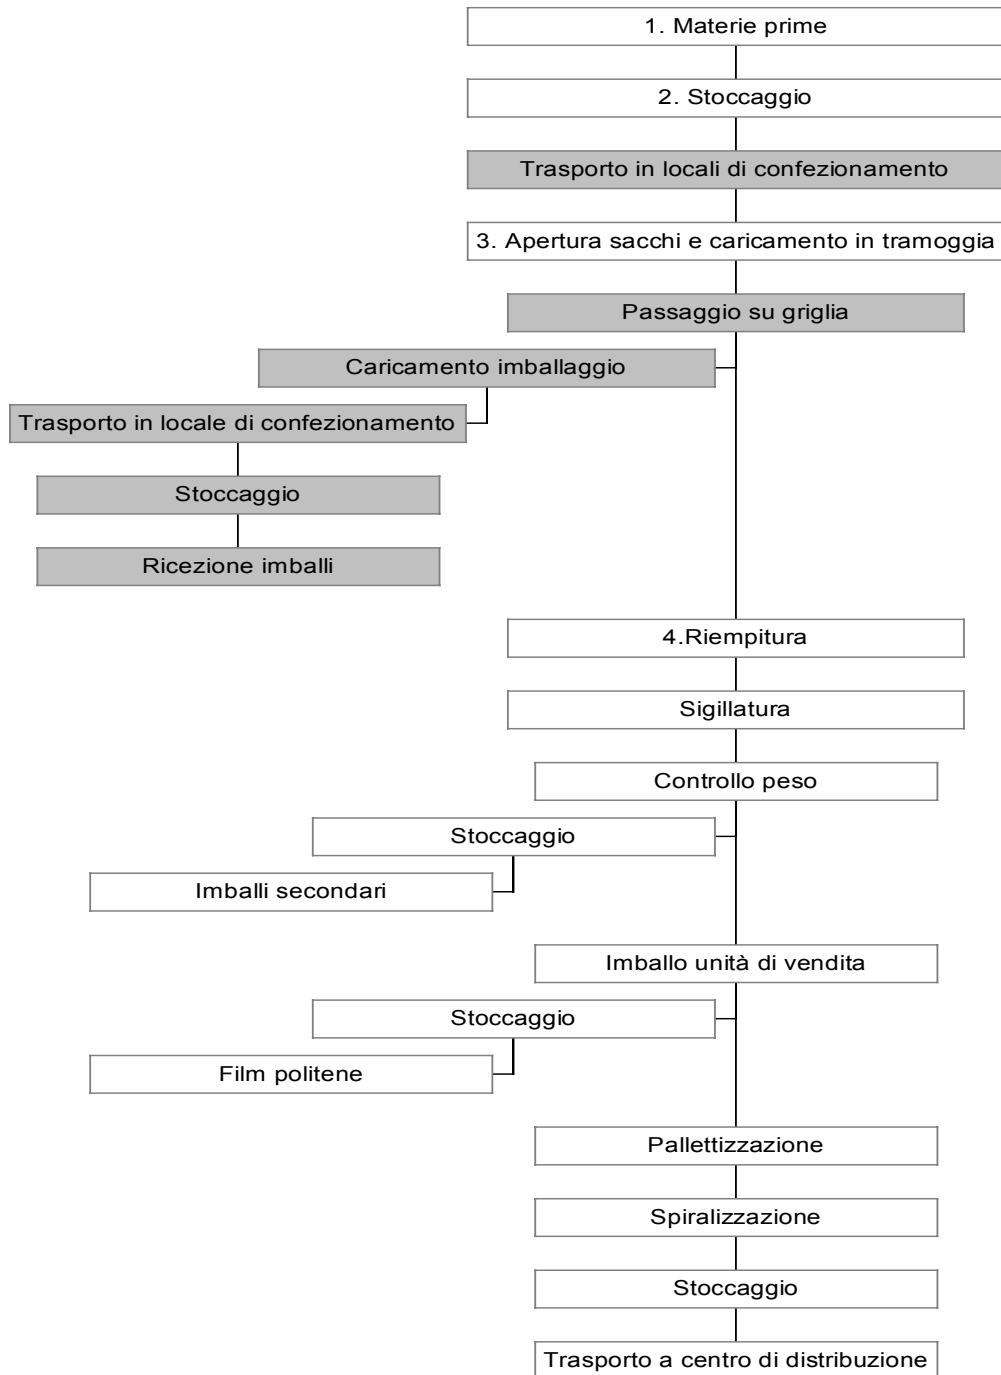 1. Materie prime
2. Stoccaggio
Trasporto in locali di confezionamento
3. Apertura sacchi e caricamento in tramoggia
Passaggio su griglia
Caricamento imballaggio
Trasporto in locale di confezionamento
Stoccaggio
Ricezione imballi
4.Riempitura
Sigillatura
Controllo peso
Stoccaggio
Imballi secondari
Imballo unità di vendita
Stoccaggio
Film politene
Pallettizzazione
Spiralizzazione
Stoccaggio
Trasporto a centro di distribuzione